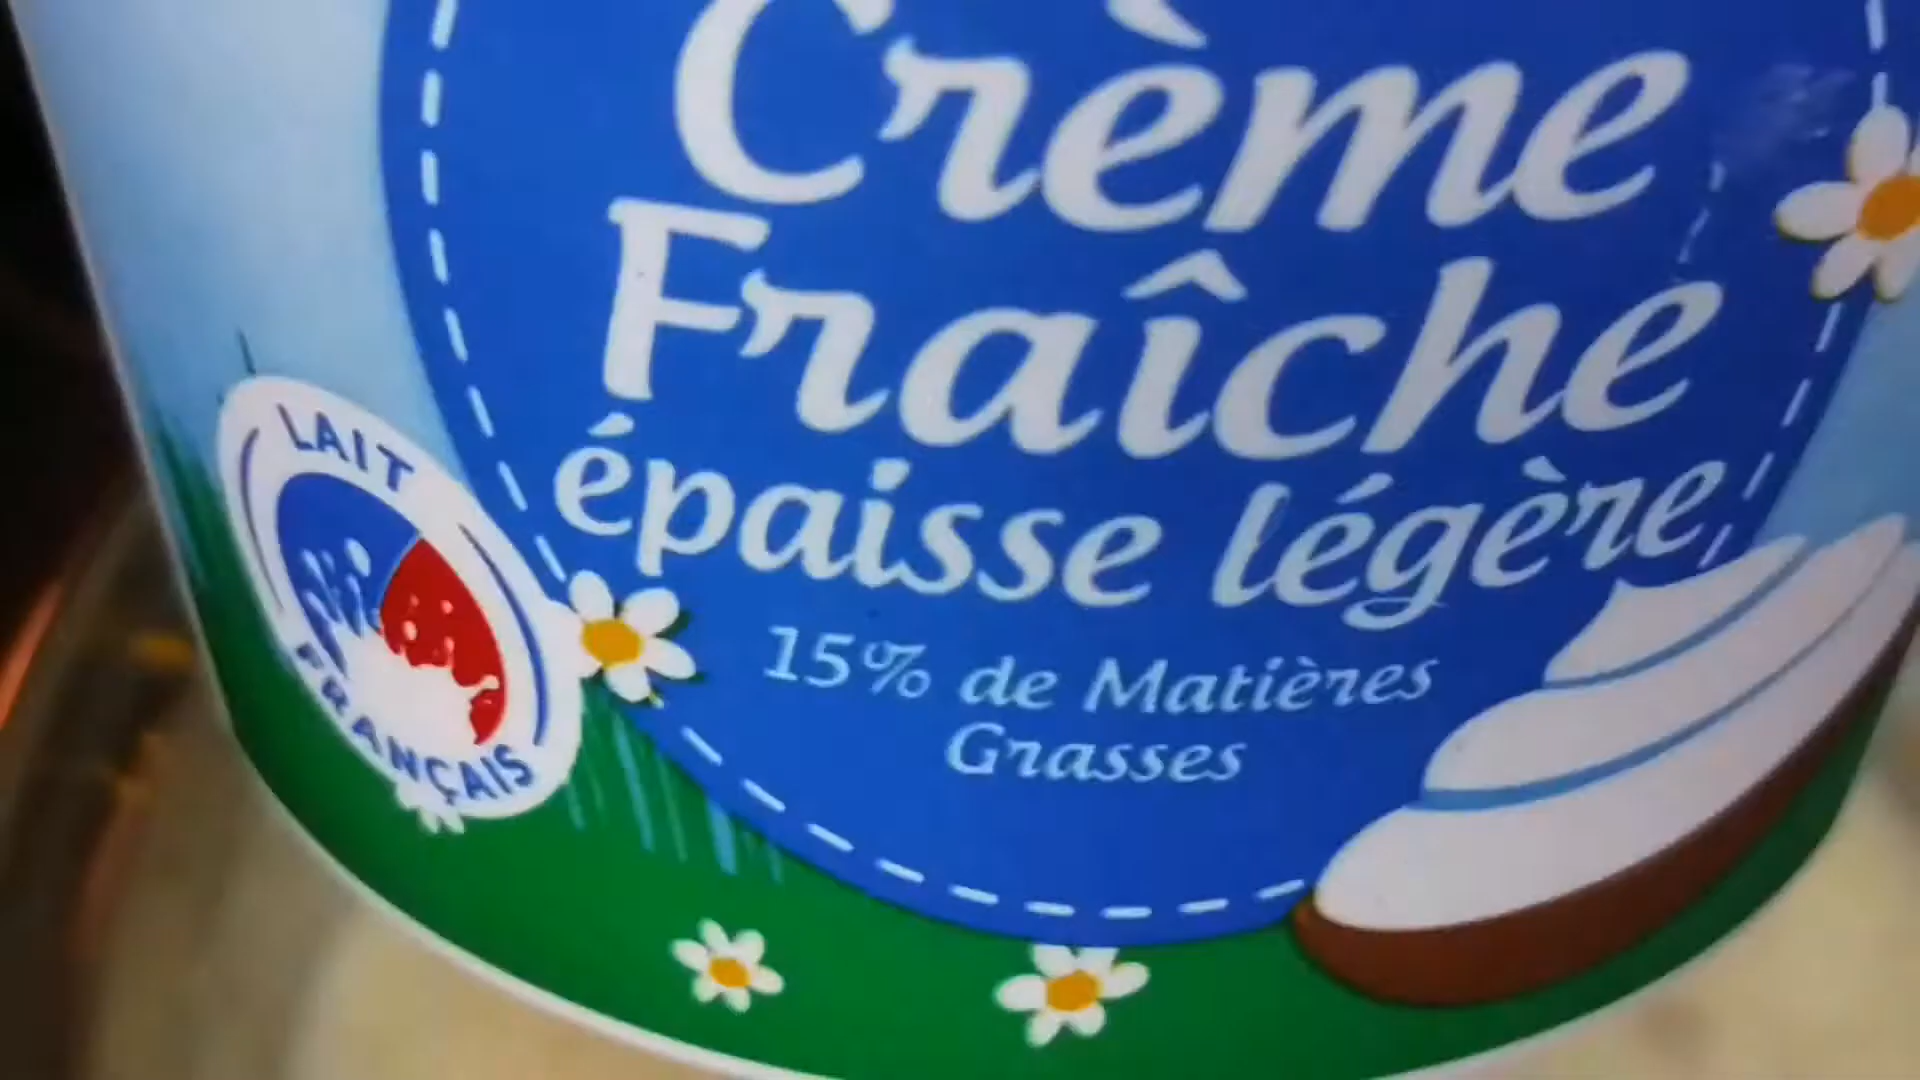 Crème
Fraîche
épaisse légère
15% de Matières
Grasses
LAIT
FRANÇAIS